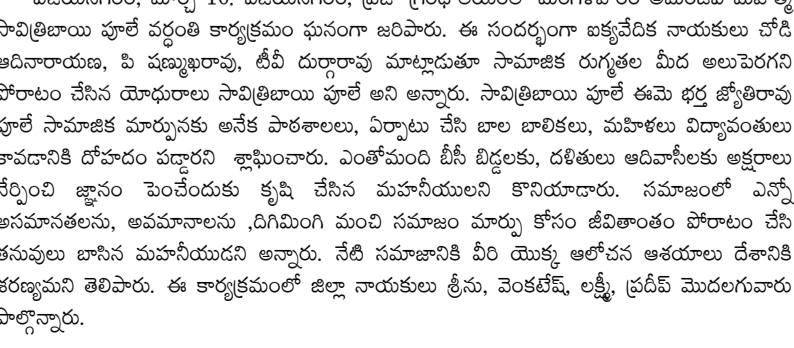 సావిత్రిబాయి పూలే వర్ధంతి కార్యక్రమం ఘనంగా జరిపారు. ఈ సందర్భంగా ఐక్యవేదిక నాయకులు చోడి
ఆదినారాయణ, పి షణ్ముఖరావు, టీవీ దుర్గారావు మాట్లాడుతూ సామాజిక రుగ్మతల మీద అలుపెరగని
పోరాటం చేసిన యోధురాలు సావిత్రిబాయి పూలే అని అన్నారు. సావిత్రిబాయి పూలే ఈమె భర్త జ్యోతిరావు
పూలే సామాజిక మార్పునకు అనేక పాఠశాలలు, ఏర్పాటు చేసి బాల బాలికలు, మహిళలు విద్యావంతులు
కావడానికి దోహదం పడ్డారని శ్లాఘించారు. ఎంతోమంది బీసీ బిడ్డలకు, దళితులు ఆదివాసీలకు అక్షరాలు
నేర్పించి జ్ఞానం పెంచేందుకు కృషి చేసిన మహనీయులని కొనియాడారు. సమాజంలో ఎన్నో
అసమానతలను, అవమానాలను ,దిగిమింగి మంచి సమాజం మార్పు కోసం జీవితాంతం పోరాటం చేసి
తనువులు బాసిన మహనీయుడని అన్నారు. నేటి సమాజానికి వీరి యొక్క ఆలోచన ఆశయాలు దేశానికి
శరణ్యమని తెలిపారు. ఈ కార్యక్రమంలో జిల్లా నాయకులు శ్రీను, వెంకటేష్, లక్ష్మీ, ప్రదీప్ మొదలగువారు
పాల్గొన్నారు.